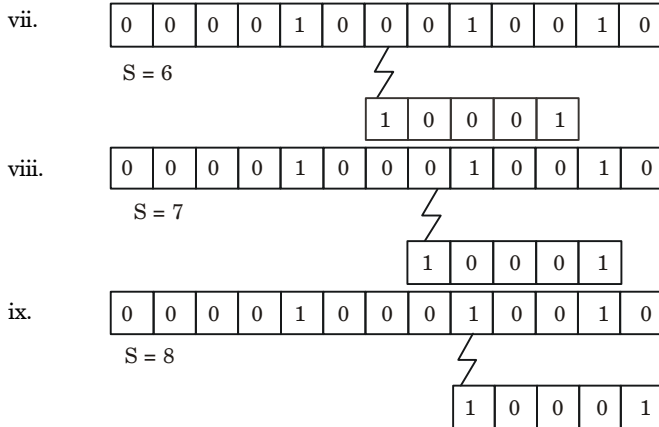 vii. 0 0 0 0 1 0 0 0 1 0 0 1 0
S = 6
1 0 0 0 1
viii. 0 0 0 0 1 0 0 0 1 0 0 1 0
S = 7
1 0 0 0 1
ix. 0 0 0 0 1 0 0 0 1 0 0 1 0
S = 8
1 0 0 0 1